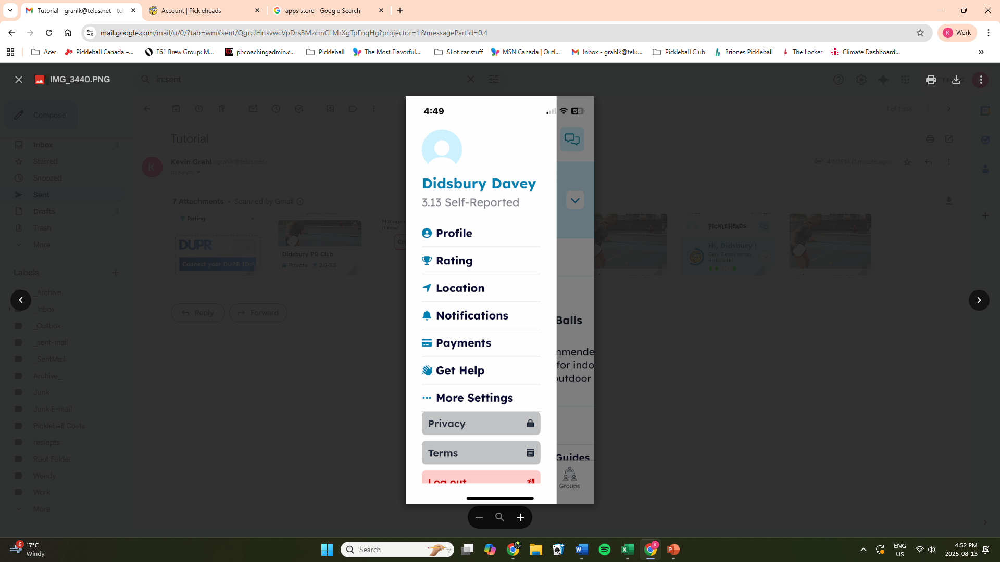 Tutorial - grahlk@telus.net - tel
Account | Pickleheads
apps store - Google Search
mail.google.com/mail/u/0/?tab=wm#sent/QgrcJHrtsvwcVpDrsBMzcmCLMrXgTpFnqHg?projector=1&messagePartId=0.4
K Work
Acer
Pickleball Canada –...
E61 Brew Group: M...
pbcoachingadmin.c...
Pickleball
The Most Flavorful...
SLot car stuff
MSN Canada | Outl...
Inbox - grahlk@telu...
Pickleball Club
Briones Pickleball
The Locker
Climate Dashboard...
IMG_3440.PNG
in:sent
Compose
1 of 1,386
Tutorial
Inbox 3
Starred
Snoozed
Sent
Drafts 3
Trash
More
Labels
_Archive
_Inbox
_Outbox
_sent-mail
_SentMail
Archive_
Junk
Junk E-mail
Pickleball Costs
reciepts
Root Folder
Wendy
Work
More
K
Kevin Grahl <grahlk@telus.net>
to Kevin
4:50 PM (1 minute ago)
7 Attachments • Scanned by Gmail
Rating
DUPR
Connect your DUPR ID
Didsbury PB Club
Private 2.0-5.5
Manage
it now!
Cre
PICKLEHEADS
Hi, Didsbury !
Only 2 easy setup
tasks left!
Reply
Forward
4:49
56
Didsbury Davey
3.13 Self-Reported
Profile
Rating
Location
Notifications
Payments
Get Help
More Settings
Privacy
Terms
Log out
Balls
mmende
for indo
outdoor
Guides
Groups
6
17°C
Windy
Search
ENG
US
4:52 PM
2025-08-13